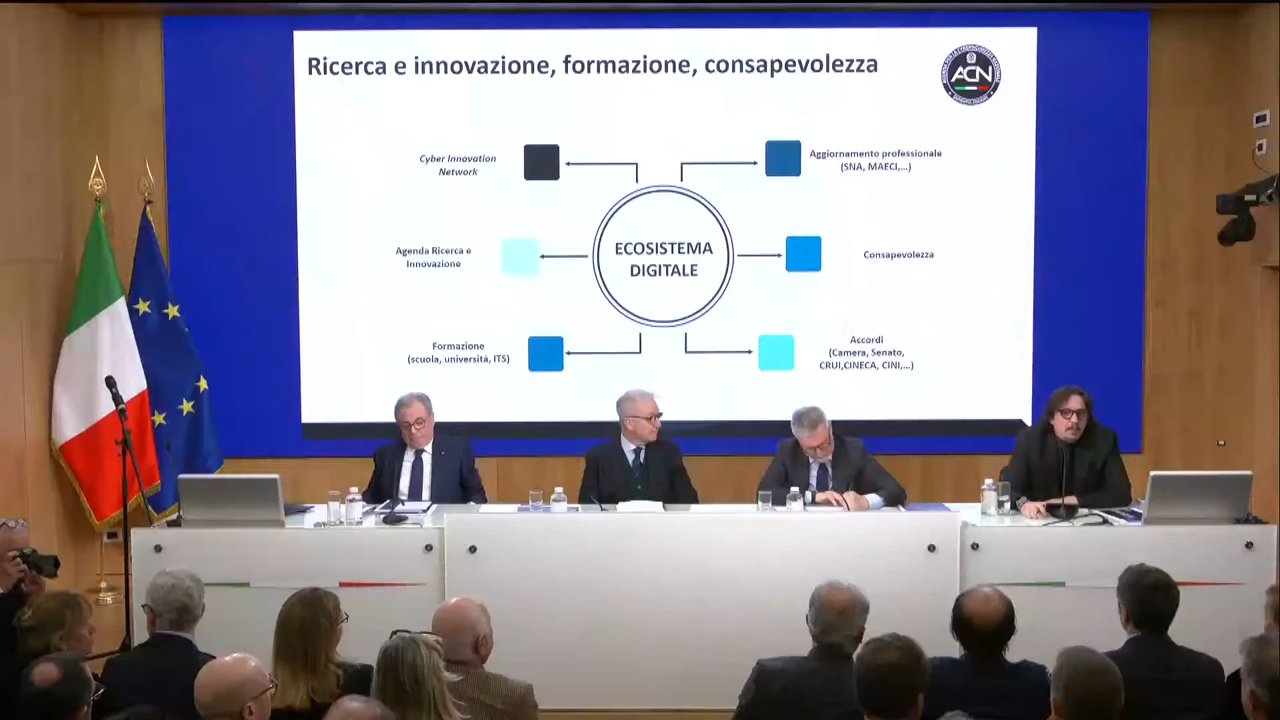 Ricerca e innovazione, formazione, consapevolezza
ACN
Cyber Innovation
Network
Aggiornamento professionale
(SNA, MAECI,...)
Agenda Ricerca e
Innovazione
ECOSISTEMA
DIGITALE
Consapevolezza
Formazione
(scuola, università, ITS)
Accordi
(Camera, Senato,
CRUI,CINECA, CINI,...)